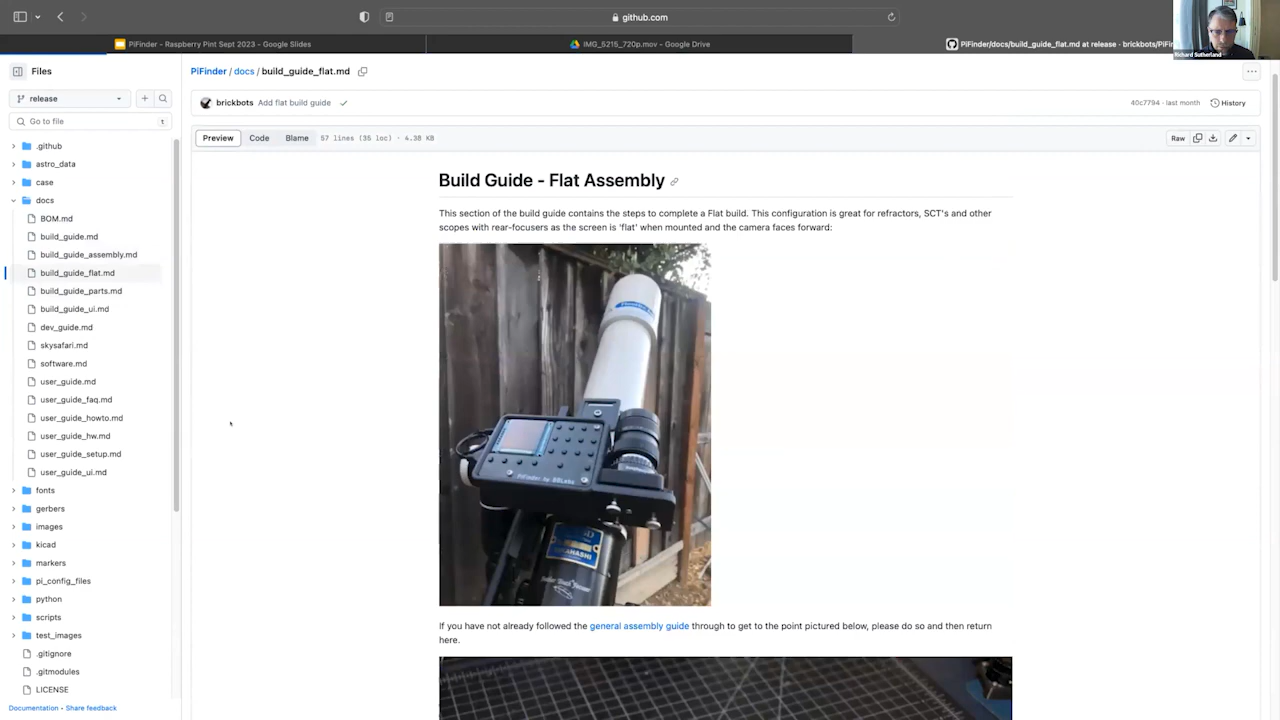 github.com
PiFinder - Raspberry Pint Sept 2023 - Google Slides
IMG_5215_720p.mov - Google Drive
PiFinder/docs/build_guide_flat.md at release · brickbots/PiFin
Richard Sutherland
Files
PiFinder / docs / build_guide_flat.md
release
brickbots Add flat build guide
40c7794 · last month
History
Go to file
t
Preview
Code
Blame
57 lines (35 loc) · 4.38 KB
Raw
.github
astro_data
case
docs
BOM.md
build_guide.md
build_guide_assembly.md
build_guide_flat.md
build_guide_parts.md
build_guide_ui.md
dev_guide.md
skysafari.md
software.md
user_guide.md
user_guide_faq.md
user_guide_howto.md
user_guide_hw.md
user_guide_setup.md
user_guide_ui.md
fonts
gerbers
images
kicad
markers
pi_config_files
python
scripts
test_images
.gitignore
.gitmodules
LICENSE
Documentation • Share feedback
Build Guide - Flat Assembly
This section of the build guide contains the steps to complete a Flat build. This configuration is great for refractors, SCT's and other
scopes with rear-focusers as the screen is 'flat' when mounted and the camera faces forward:
PiFinder by
TAKAHASHI
If you have not already followed the general assembly guide through to get to the point pictured below, please do so and then return
here.